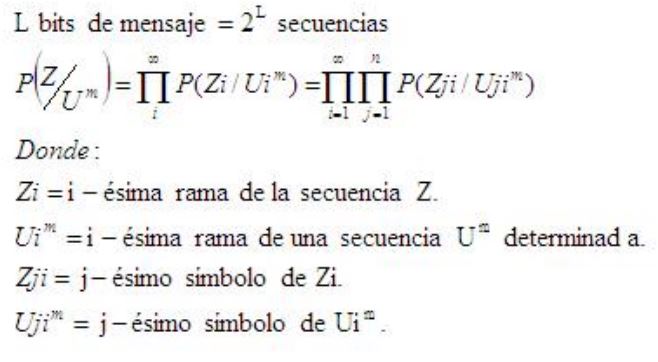 L bits de mensaje = 2^L secuencias
P(Z/U^m) = ∏_{i}^{∞} P(Zi / Ui^m) = ∏_{i=1}^{∞} ∏_{j=1}^{n} P(Zji / Uji^m)
Donde :
Zi = i – ésima rama de la secuencia Z.
Ui^m = i – ésima rama de una secuencia U^m determinad a.
Zji = j – ésimo símbolo de Zi.
Uji^m = j – ésimo símbolo de Ui^m .